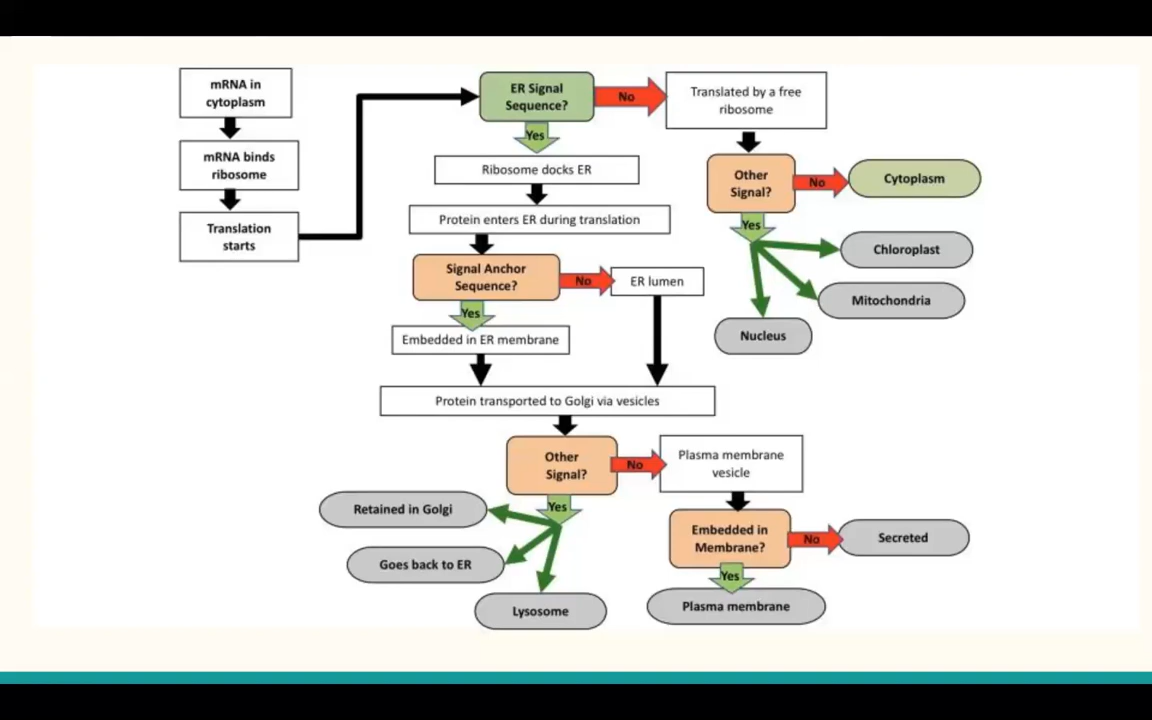 mRNA in
cytoplasm
mRNA binds
ribosome
Translation
starts
ER Signal
Sequence?
No
Translated by a free
ribosome
Yes
Other
Signal?
No
Cytoplasm
Yes
Chloroplast
Mitochondria
Nucleus
Ribosome docks ER
Protein enters ER during translation
Signal Anchor
Sequence?
No
ER lumen
Yes
Embedded in ER membrane
Protein transported to Golgi via vesicles
Other
Signal?
No
Plasma membrane
vesicle
Yes
Retained in Golgi
Goes back to ER
Lysosome
Embedded in
Membrane?
No
Secreted
Yes
Plasma membrane